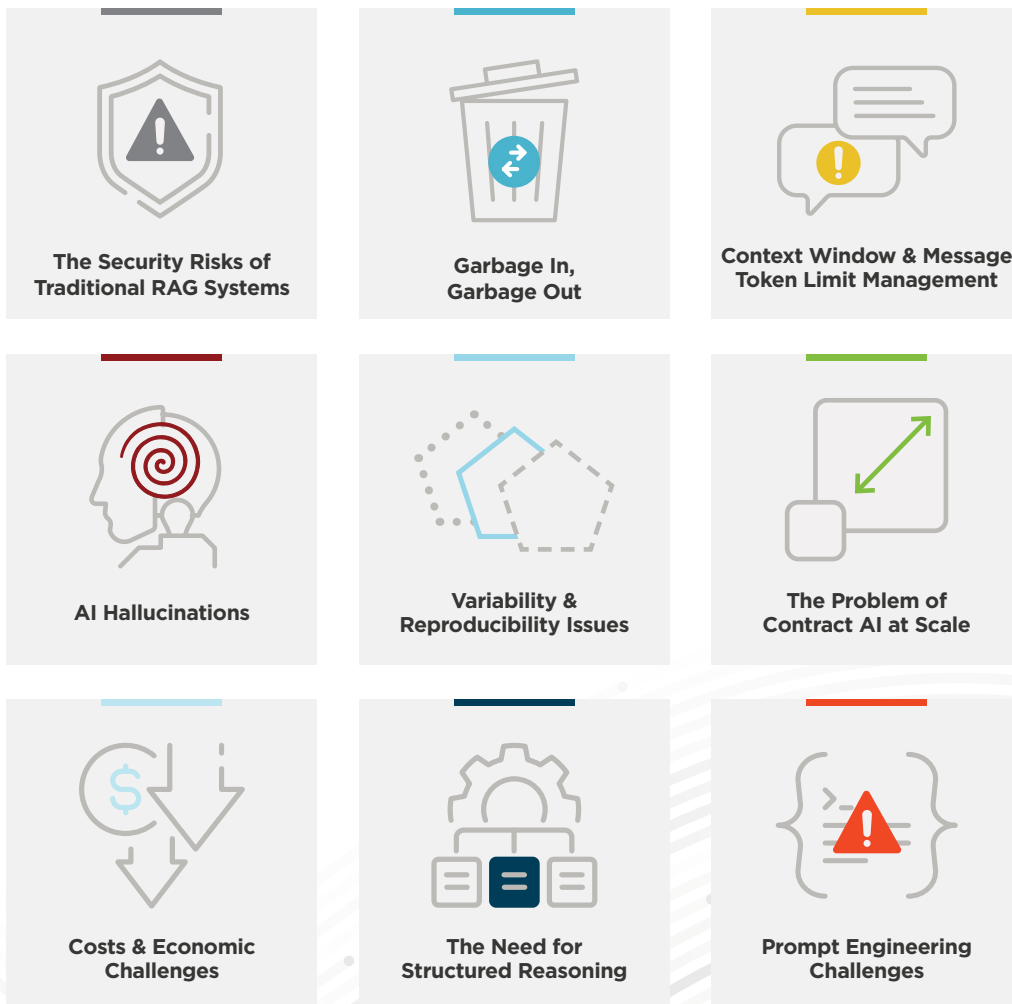 The Security Risks of
Traditional RAG Systems
Garbage In,
Garbage Out
Context Window & Message
Token Limit Management
AI Hallucinations
Variability &
Reproducibility Issues
The Problem of
Contract AI at Scale
$
Costs & Economic
Challenges
The Need for
Structured Reasoning
Prompt Engineering
Challenges